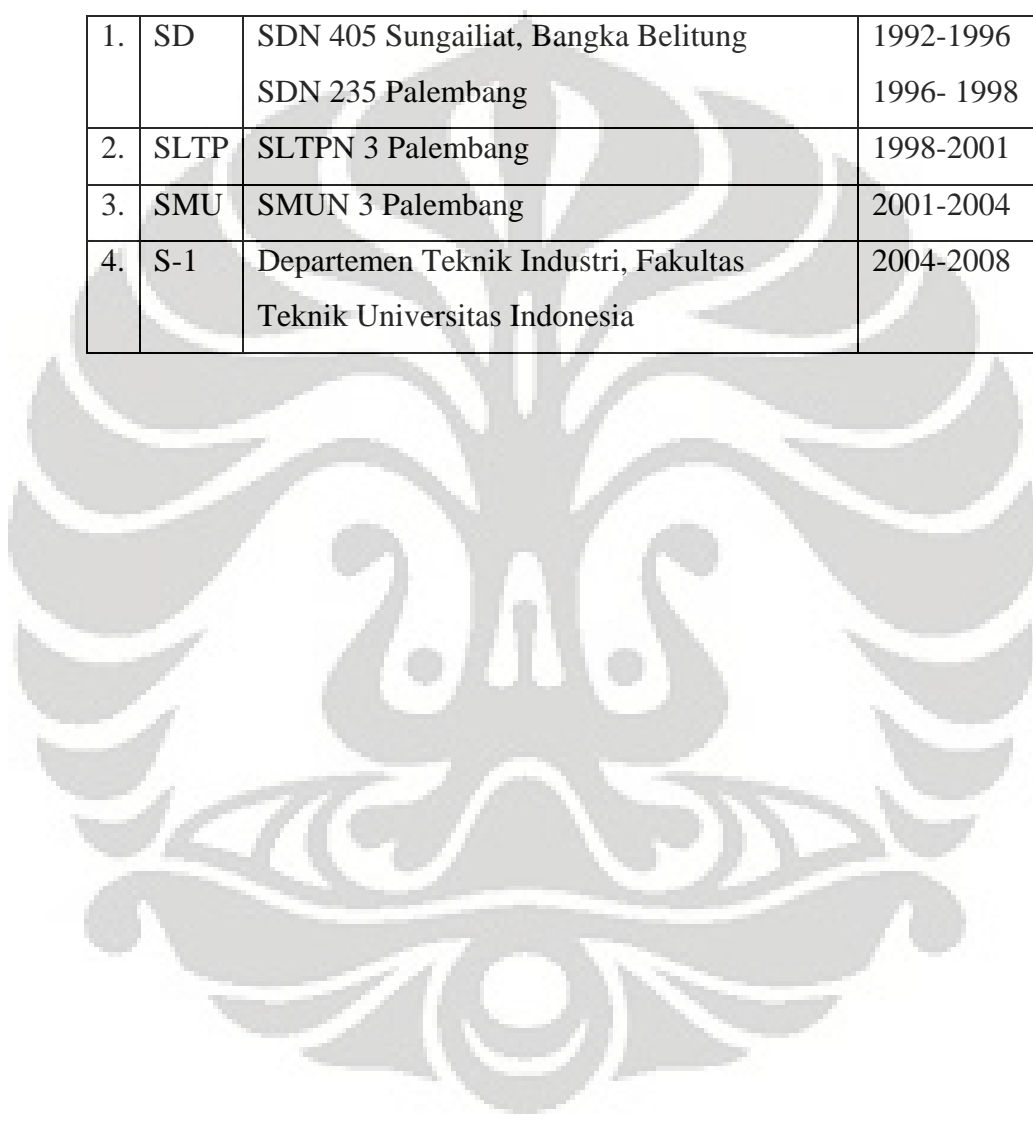 1. SD SDN 405 Sungailiat, Bangka Belitung 1992-1996
SDN 235 Palembang 1996- 1998
2. SLTP SLTPN 3 Palembang 1998-2001
3. SMU SMUN 3 Palembang 2001-2004
4. S-1 Departemen Teknik Industri, Fakultas 2004-2008
Teknik Universitas Indonesia